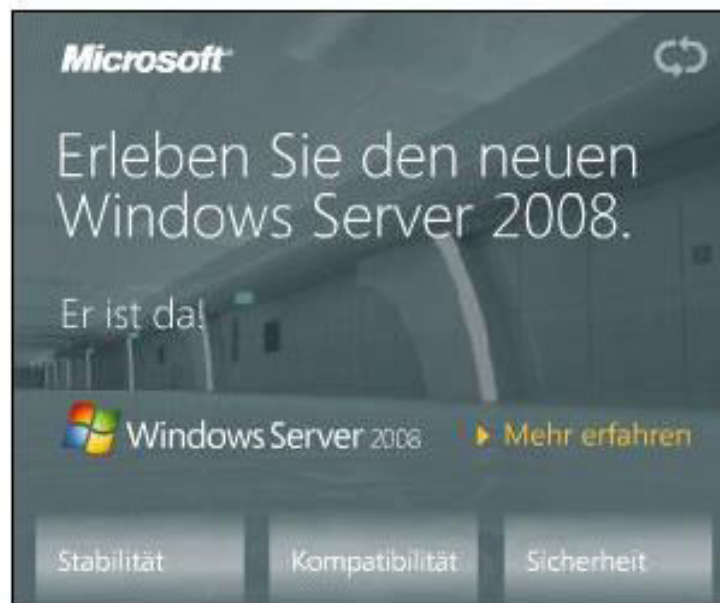 Microsoft
Erleben Sie den neuen
Windows Server 2008.
Er ist da!
Windows Server 2008
Mehr erfahren
Stabilität
Kompatibilität
Sicherheit